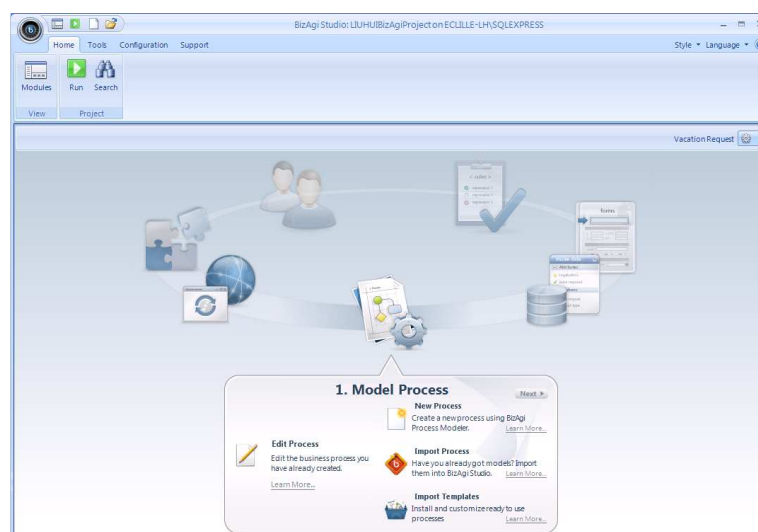 BizAgi Studio: LIUHUIBizAgiProject on ECLILLE-LH\SQLEXPRESS
Home Tools Configuration Support
Style Language
Modules Run Search
View Project
Vacation Request
Forms
1. Model Process
Next
New Process
Create a new process using BizAgi
Process Modeler. Learn More...
Edit Process
Edit the business process you
have already created.
Learn More...
Import Process
Have you already got models? Import
them into BizAgi Studio. Learn More...
Import Templates
Install and customize ready to use
processes Learn More...